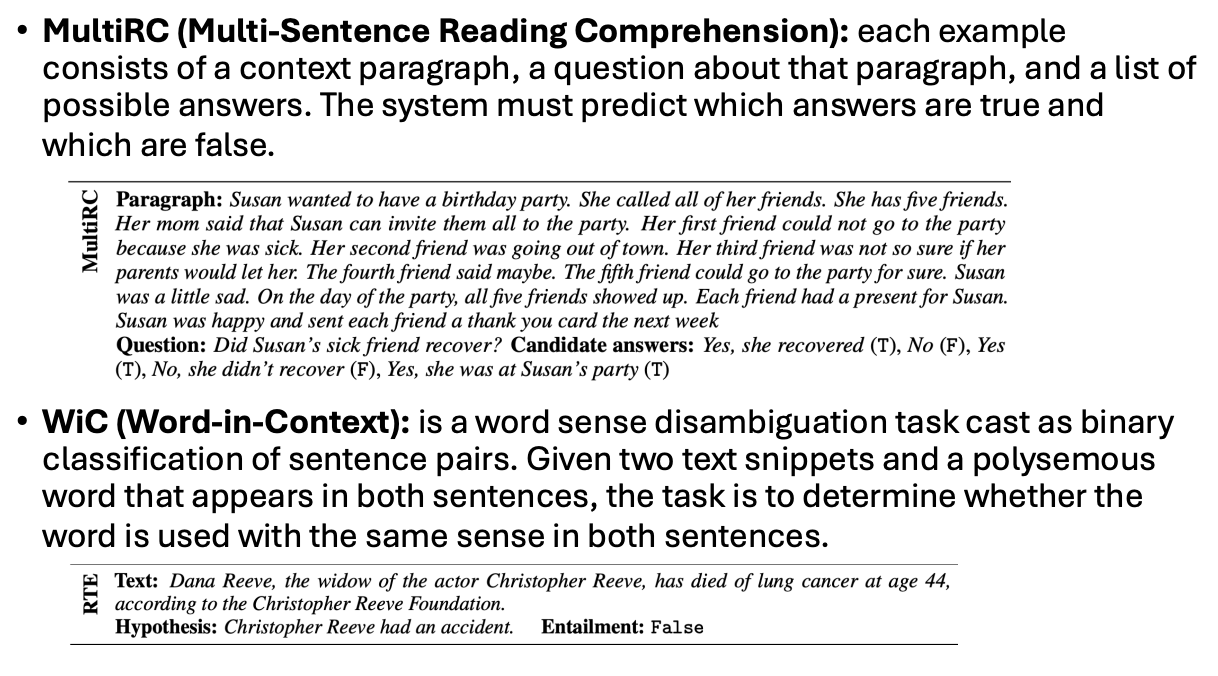 • MultiRC (Multi-Sentence Reading Comprehension): each example
consists of a context paragraph, a question about that paragraph, and a list of
possible answers. The system must predict which answers are true and
which are false.
MultiRC
Paragraph: Susan wanted to have a birthday party. She called all of her friends. She has five friends.
Her mom said that Susan can invite them all to the party. Her first friend could not go to the party
because she was sick. Her second friend was going out of town. Her third friend was not so sure if her
parents would let her. The fourth friend said maybe. The fifth friend could go to the party for sure. Susan
was a little sad. On the day of the party, all five friends showed up. Each friend had a present for Susan.
Susan was happy and sent each friend a thank you card the next week
Question: Did Susan's sick friend recover? Candidate answers: Yes, she recovered (T), No (F), Yes
(T), No, she didn't recover (F), Yes, she was at Susan's party (T)
• WiC (Word-in-Context): is a word sense disambiguation task cast as binary
classification of sentence pairs. Given two text snippets and a polysemous
word that appears in both sentences, the task is to determine whether the
word is used with the same sense in both sentences.
RTE
Text: Dana Reeve, the widow of the actor Christopher Reeve, has died of lung cancer at age 44,
according to the Christopher Reeve Foundation.
Hypothesis: Christopher Reeve had an accident. Entailment: False